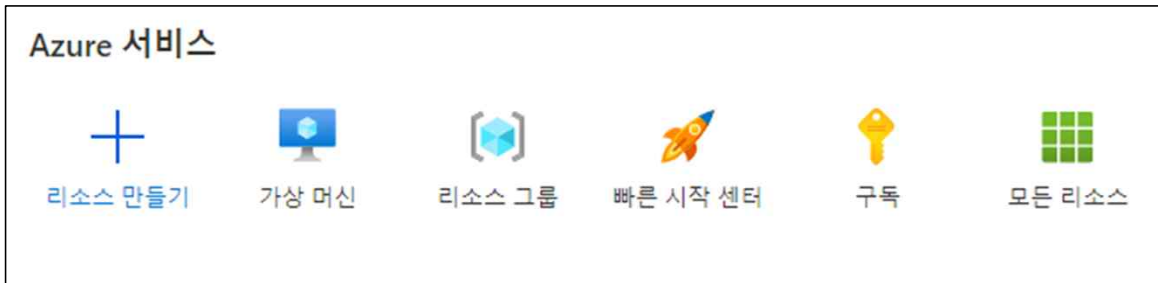 Azure 서비스
리소스 만들기
가상 머신
리소스 그룹
빠른 시작 센터
구독
모든 리소스